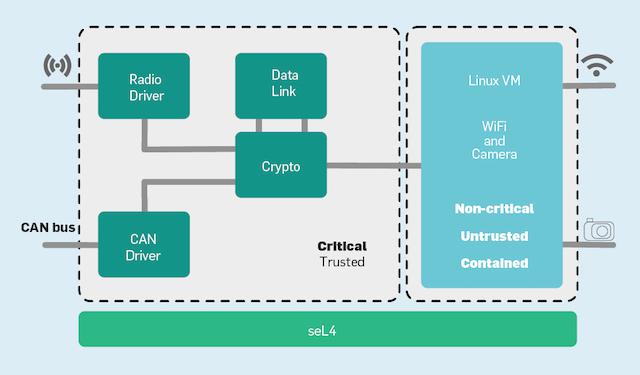 Radio
Driver
Data
Link
Linux VM
WiFi
and
Camera
Crypto
CAN bus
CAN
Driver
Critical
Trusted
Non-critical
Untrusted
Contained
seL4